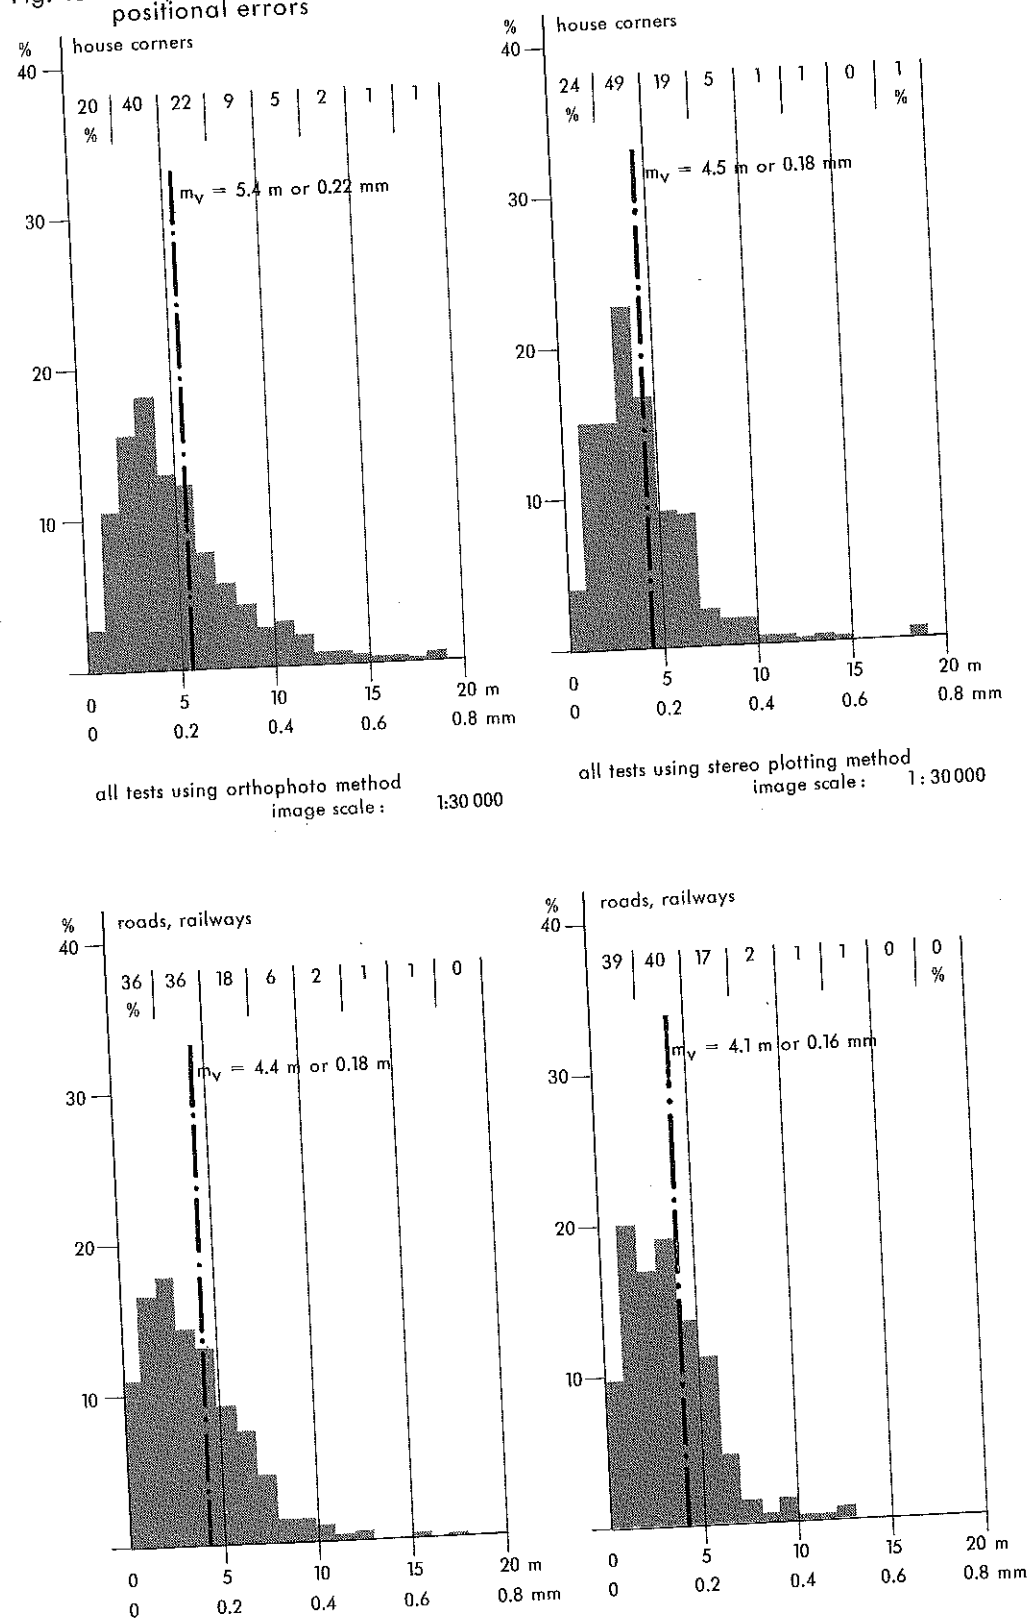 positional errors
% house corners
40
20 40 22 9 5 2 1 1
%
m_v = 5.4 m or 0.22 mm
30
20
10
0 5 10 15 20 m
0 0.2 0.4 0.6 0.8 mm
all tests using orthophoto method
image scale : 1:30 000
% house corners
40
24 49 19 5 1 1 0 1
% %
m_v = 4.5 m or 0.18 mm
30
20
10
0 5 10 15 20 m
0 0.2 0.4 0.6 0.8 mm
all tests using stereo plotting method
image scale : 1 : 30 000
% roads, railways
40
36 36 18 6 2 1 1 0
%
m_v = 4.4 m or 0.18 m
30
20
10
0 5 10 15 20 m
0 0.2 0.4 0.6 0.8 mm
% roads, railways
40
39 40 17 2 1 1 0 0
%
m_v = 4.1 m or 0.16 mm
30
20
10
0 5 10 15 20 m
0 0.2 0.4 0.6 0.8 mm